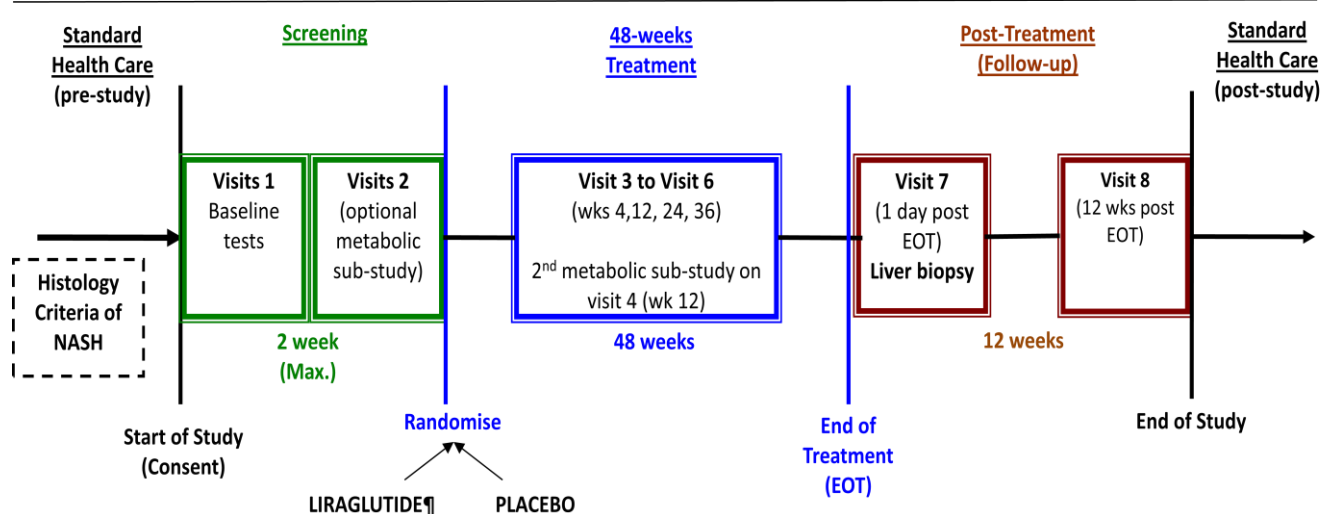 Standard
Health Care
(pre-study)
Screening
48-weeks
Treatment
Post-Treatment
(Follow-up)
Standard
Health Care
(post-study)
Histology
Criteria of
NASH
Visits 1
Baseline
tests
Visits 2
(optional
metabolic
sub-study)
Visit 3 to Visit 6
(wks 4,12, 24, 36)
2nd metabolic sub-study on
visit 4 (wk 12)
Visit 7
(1 day post
EOT)
Liver biopsy
Visit 8
(12 wks post
EOT)
2 week
(Max.)
48 weeks
12 weeks
Start of Study
(Consent)
Randomise
End of
Treatment
(EOT)
End of Study
LIRAGLUTIDE¶
PLACEBO